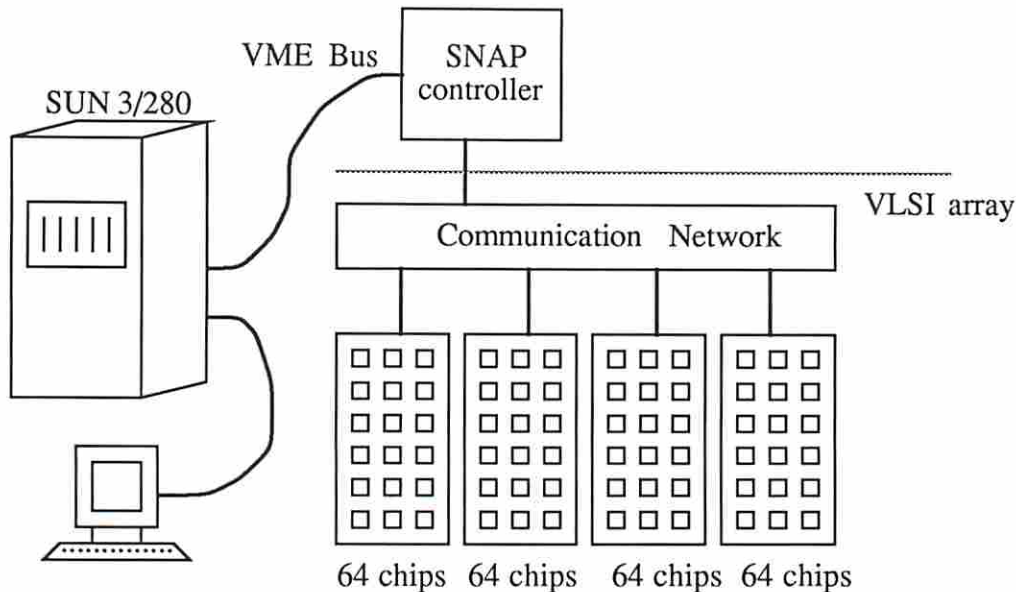 VME Bus
SNAP
controller
SUN 3/280
VLSI array
Communication Network
64 chips 64 chips 64 chips 64 chips